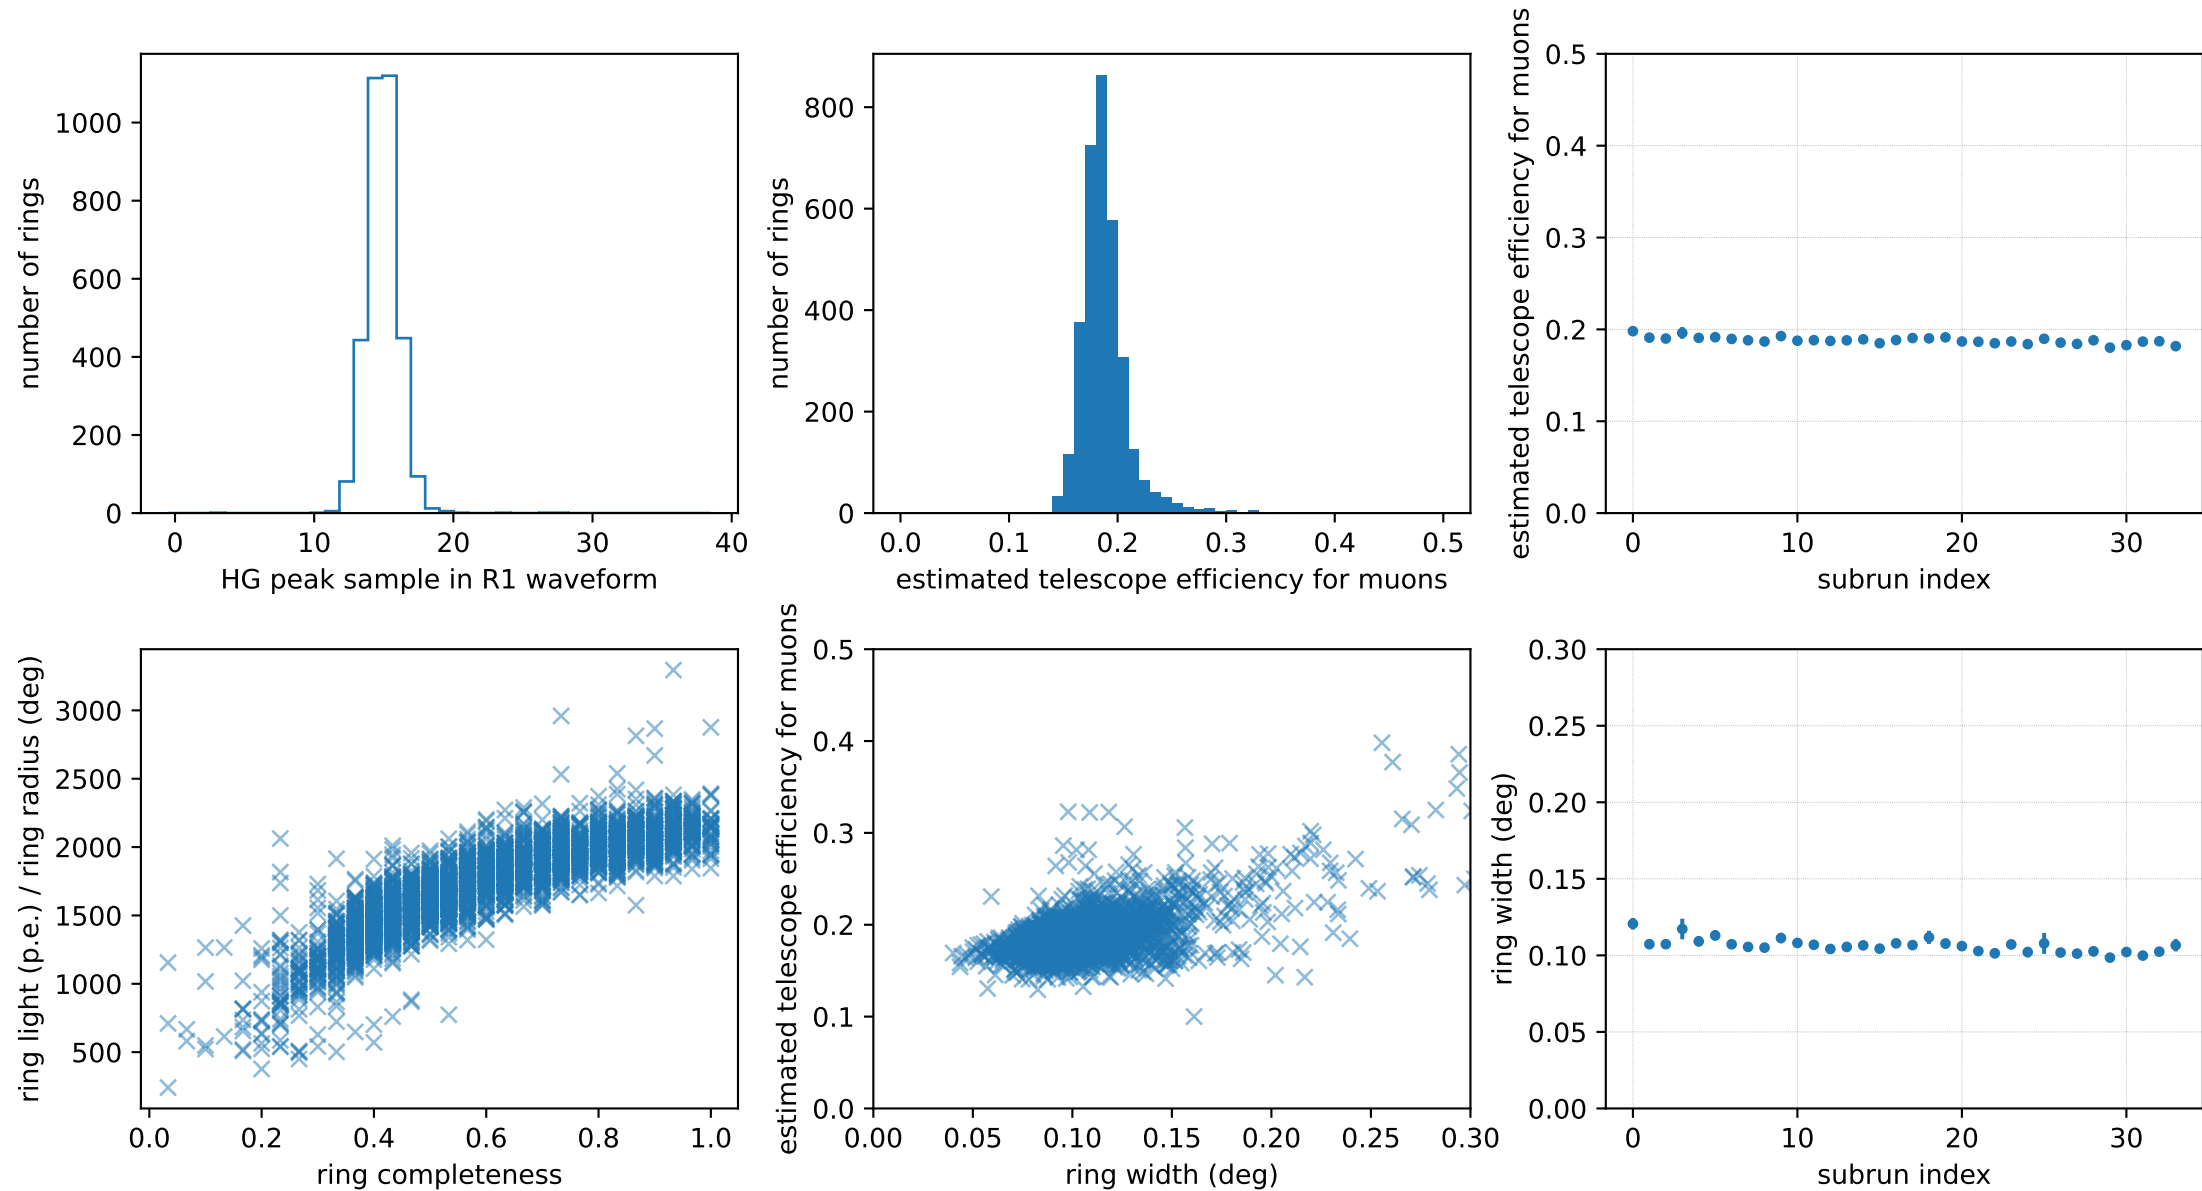 number of rings
1000
800
600
400
200
0
0 10 20 30 40
HG peak sample in R1 waveform
number of rings
800
600
400
200
0
0.0 0.1 0.2 0.3 0.4 0.5
estimated telescope efficiency for muons
estimated telescope efficiency for muons
0.5
0.4
0.3
0.2
0.1
0.0
0 10 20 30
subrun index
ring light (p.e.) / ring radius (deg)
3000
2500
2000
1500
1000
500
0.0 0.2 0.4 0.6 0.8 1.0
ring completeness
estimated telescope efficiency for muons
0.5
0.4
0.3
0.2
0.1
0.0
0.00 0.05 0.10 0.15 0.20 0.25 0.30
ring width (deg)
ring width (deg)
0.30
0.25
0.20
0.15
0.10
0.05
0.00
0 10 20 30
subrun index